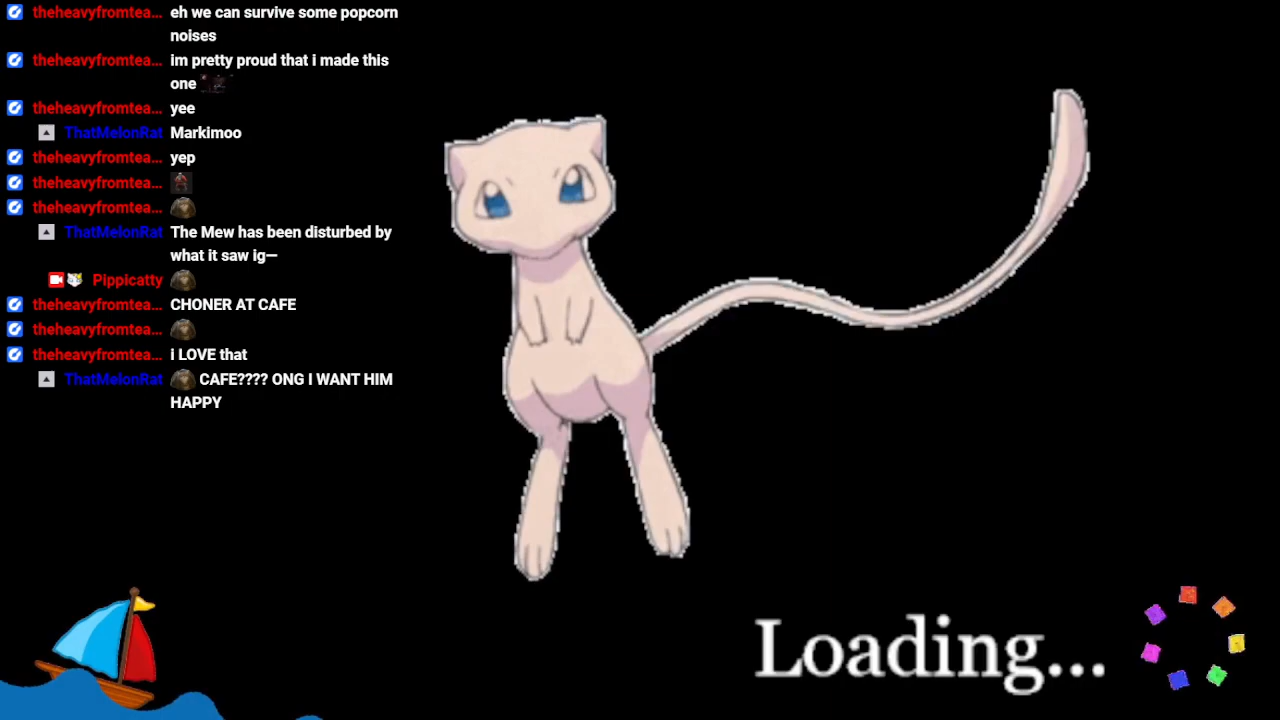 theheavyfromtea... eh we can survive some popcorn
noises
theheavyfromtea... im pretty proud that i made this
one
theheavyfromtea... yee
ThatMelonRat Markimoo
theheavyfromtea... yep
theheavyfromtea...
theheavyfromtea...
ThatMelonRat The Mew has been disturbed by
what it saw ig—
Pippicatty
theheavyfromtea... CHONER AT CAFE
theheavyfromtea...
theheavyfromtea... i LOVE that
ThatMelonRat CAFE???? ONG I WANT HIM
HAPPY
Loading...